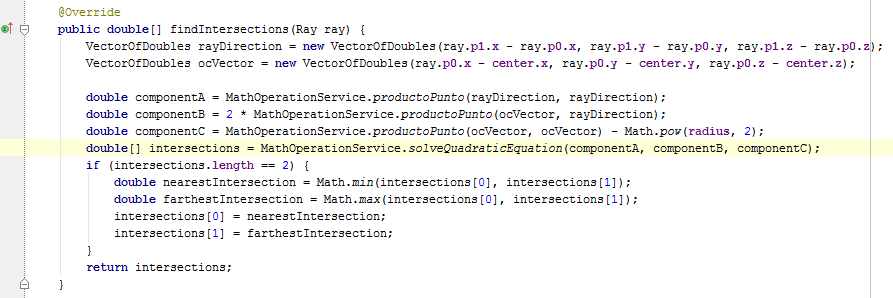 @Override
public double[] findIntersections(Ray ray) {
VectorOfDoubles rayDirection = new VectorOfDoubles(ray.p1.x - ray.p0.x, ray.p1.y - ray.p0.y, ray.p1.z - ray.p0.z);
VectorOfDoubles ocVector = new VectorOfDoubles(ray.p0.x - center.x, ray.p0.y - center.y, ray.p0.z - center.z);
double componentA = MathOperationService.productoPunto(rayDirection, rayDirection);
double componentB = 2 * MathOperationService.productoPunto(ocVector, rayDirection);
double componentC = MathOperationService.productoPunto(ocVector, ocVector) - Math.pow(radius, 2);
double[] intersections = MathOperationService.solveQuadraticEquation(componentA, componentB, componentC);
if (intersections.length == 2) {
double nearestIntersection = Math.min(intersections[0], intersections[1]);
double farthestIntersection = Math.max(intersections[0], intersections[1]);
intersections[0] = nearestIntersection;
intersections[1] = farthestIntersection;
}
return intersections;
}